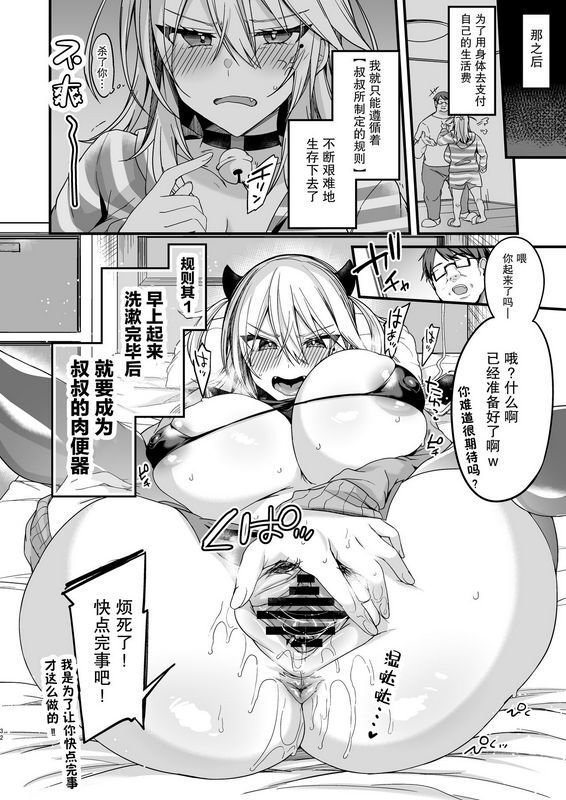 那之后
为了用身体去支付
自己的生活费
我就只能遵循着
【叔叔所制定的规则】
不断艰难地
生存下去了
杀了你…
不爽～
チリン
喂
你起来了吗—
哦？什么啊
已经准备好了啊w
你难道很期待吗？
规则其1
早上起来
洗漱完毕后
就要成为
叔叔的肉便器
くぱぁ
烦死了！
快点完事吧！
我是为了让你快点完事
才这么做的!!
湿哒哒…♥
32